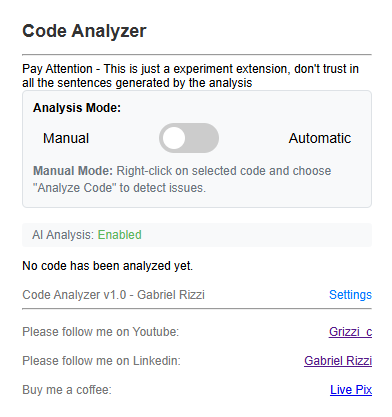 Code Analyzer
Pay Attention - This is just a experiment extension, don't trust in
all the sentences generated by the analysis
Analysis Mode:
Manual Automatic
Manual Mode: Right-click on selected code and choose
"Analyze Code" to detect issues.
AI Analysis: Enabled
No code has been analyzed yet.
Code Analyzer v1.0 - Gabriel Rizzi Settings
Please follow me on Youtube: Grizzi_c
Please follow me on Linkedin: Gabriel Rizzi
Buy me a coffee: Live Pix